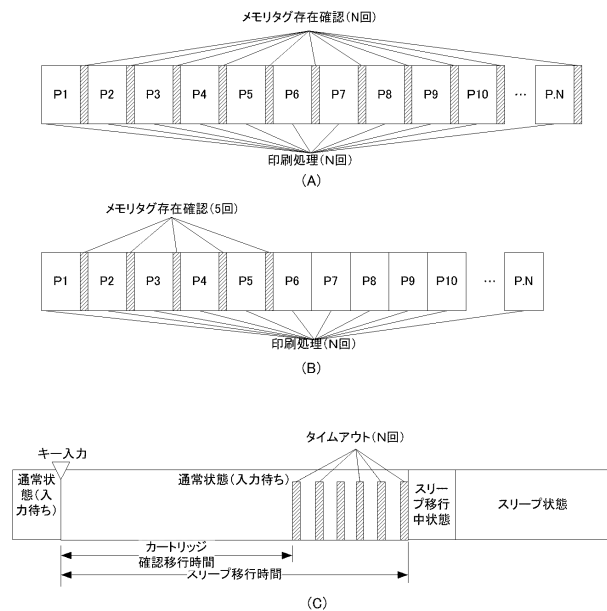 メモリタグ存在確認(N回)
P1 P2 P3 P4 P5 P6 P7 P8 P9 P10 … P.N
印刷処理(N回)
(A)
メモリタグ存在確認(5回)
P1 P2 P3 P4 P5 P6 P7 P8 P9 P10 … P.N
印刷処理(N回)
(B)
タイムアウト(N回)
キー入力
通常状
態(入
力待ち)
通常状態(入力待ち)
スリー
プ移行
中状態
スリープ状態
カートリッジ
確認移行時間
スリープ移行時間
(C)